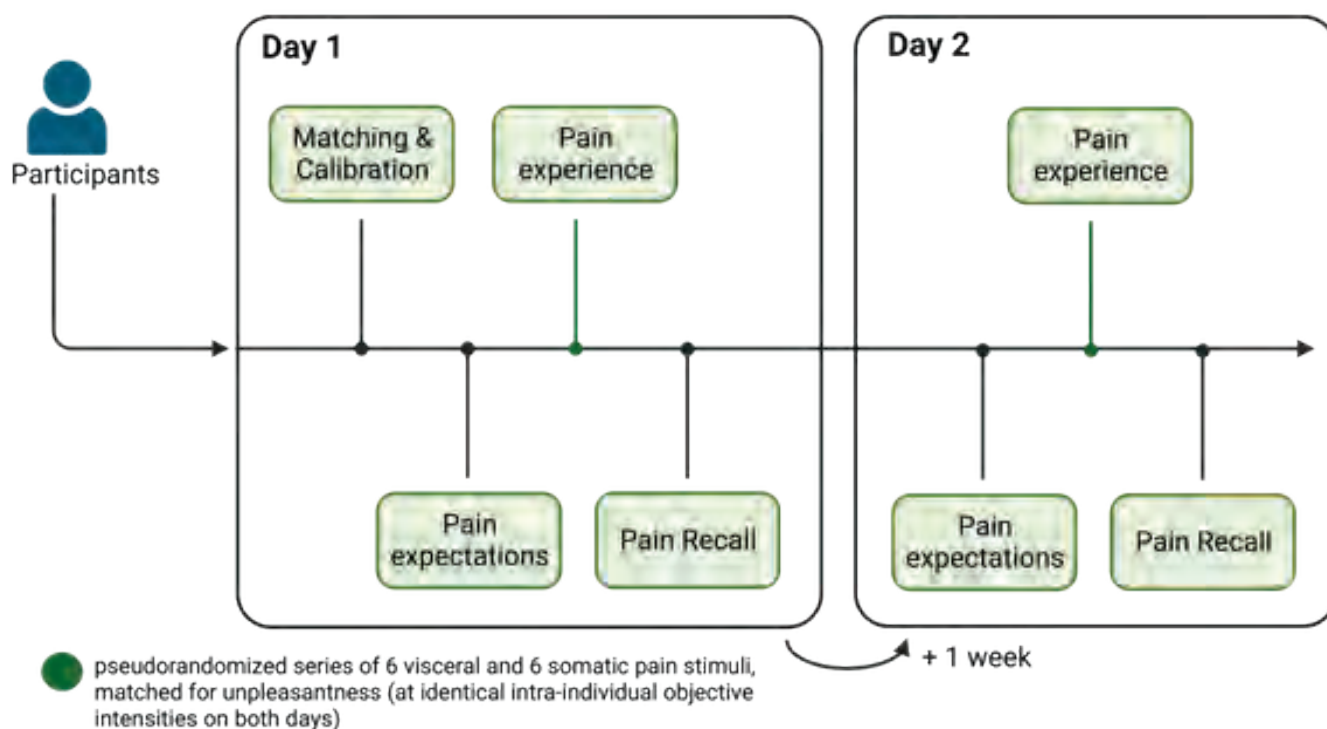 Day 1
Day 2
Participants
Matching &
Calibration
Pain
experience
Pain
experience
Pain
expectations
Pain Recall
Pain
expectations
Pain Recall
+ 1 week
pseudorandomized series of 6 visceral and 6 somatic pain stimuli,
matched for unpleasantness (at identical intra-individual objective
intensities on both days)